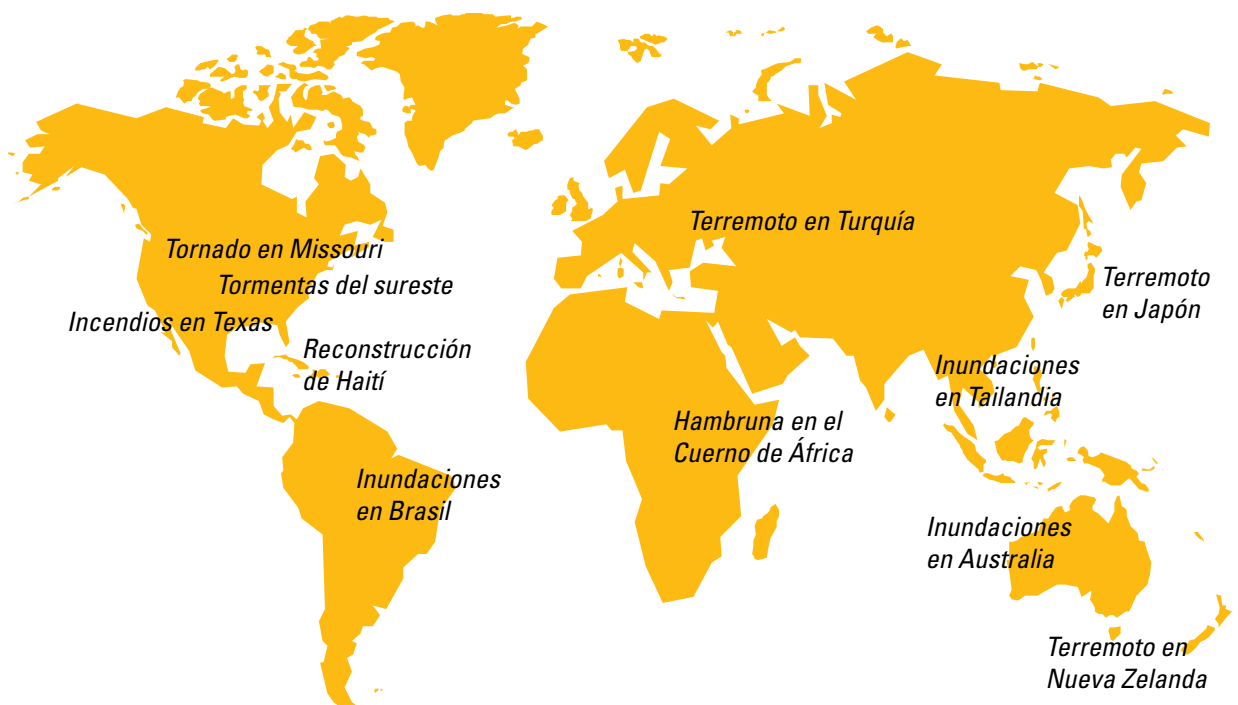 Tornado en Missouri
Tormentas del sureste
Incendios en Texas
Reconstrucción
de Haití
Inundaciones
en Brasil
Terremoto en Turquía
Hambruna en el
Cuerno de África
Terremoto
en Japón
Inundaciones
en Tailandia
Inundaciones
en Australia
Terremoto en
Nueva Zelanda